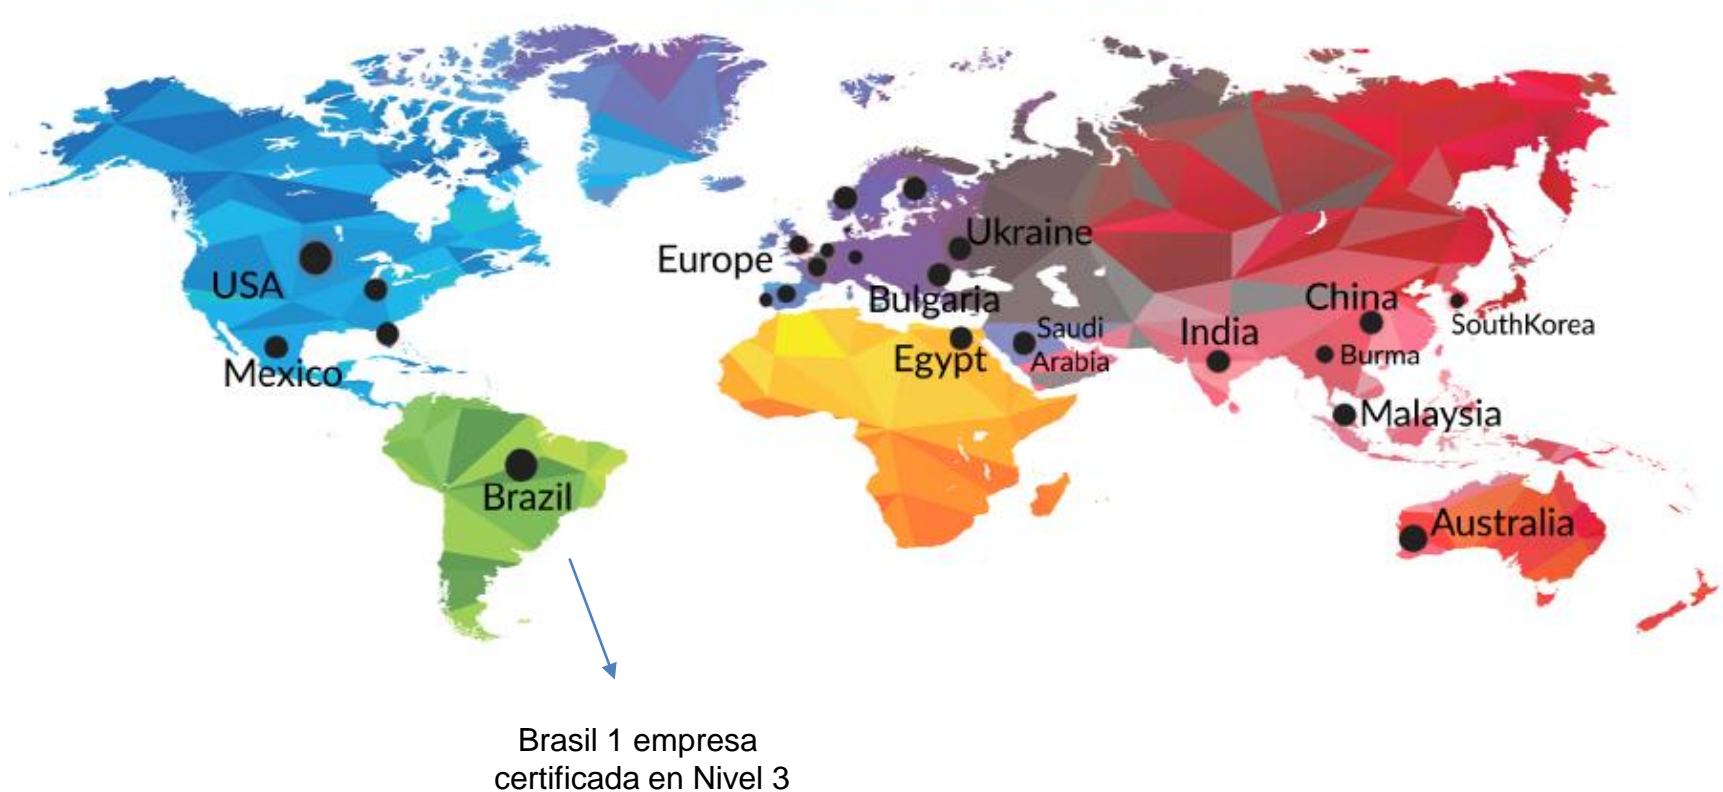 USA
Mexico
Brazil
Europe
Ukraine
Bulgaria
Egypt
Saudi
Arabia
India
China
SouthKorea
Burma
Malaysia
Australia
Brasil 1 empresa
certificada en Nivel 3